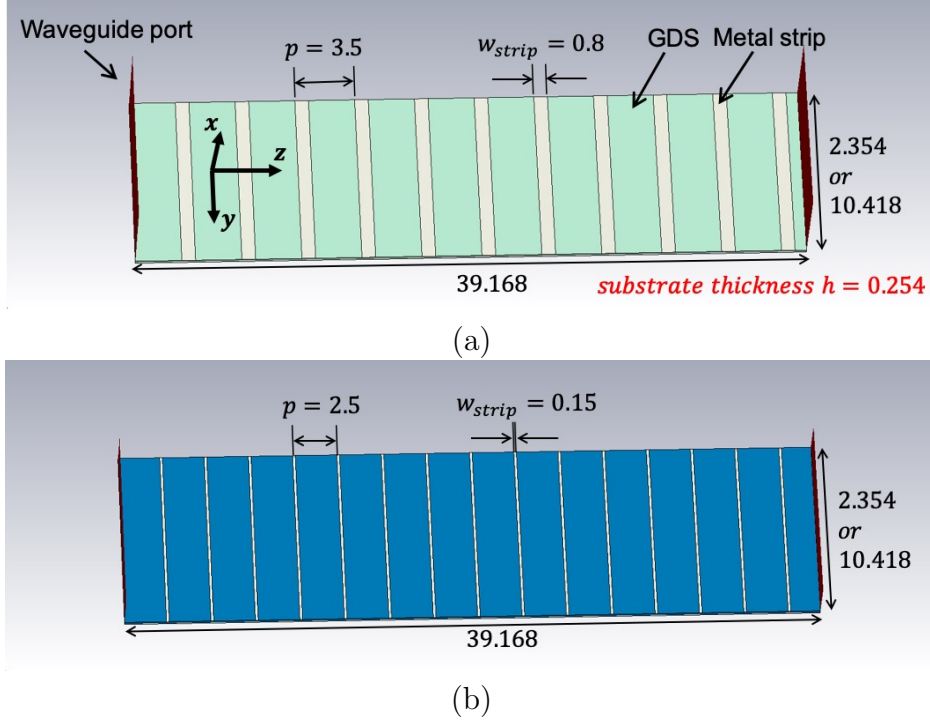 Waveguide port
p = 3.5
w_strip = 0.8
GDS
Metal strip
x
z
y
2.354
or
10.418
39.168
substrate thickness h = 0.254
(a)
p = 2.5
w_strip = 0.15
2.354
or
10.418
39.168
(b)